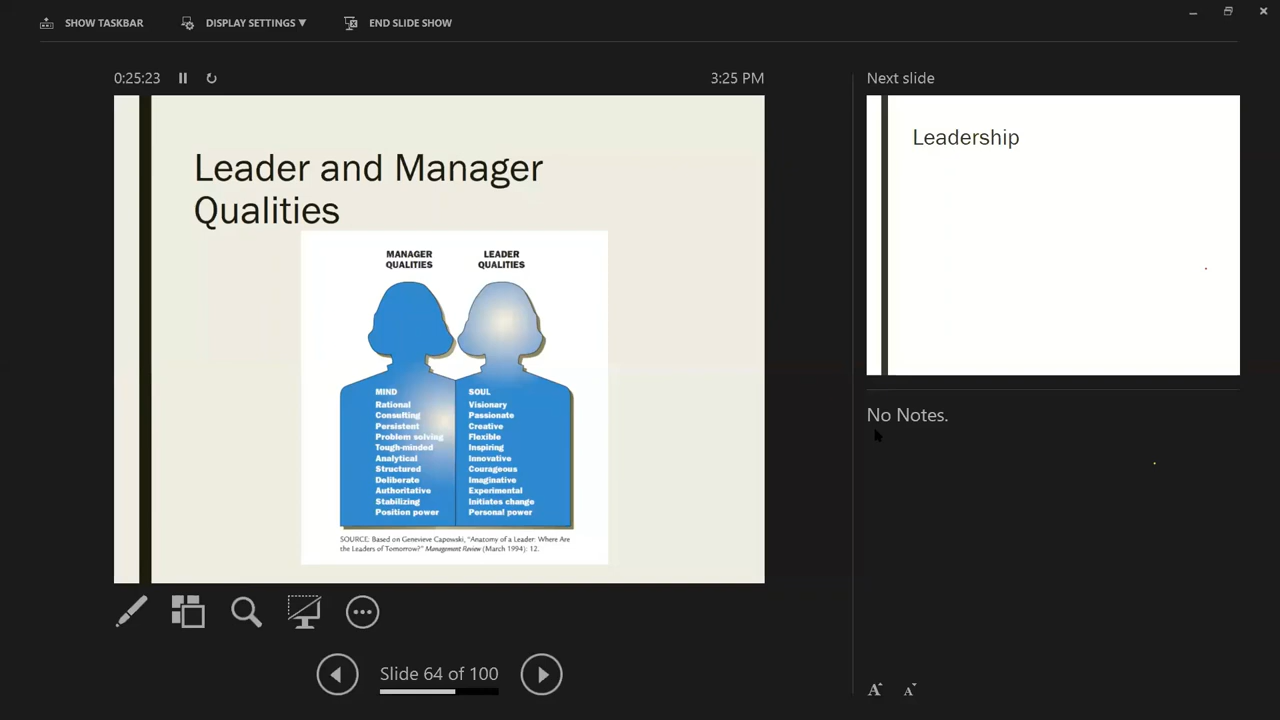 SHOW TASKBAR
DISPLAY SETTINGS ▼
END SLIDE SHOW
0:25:23
3:25 PM
Leader and Manager
Qualities
MANAGER
QUALITIES
LEADER
QUALITIES
MIND
Rational
Consulting
Persistent
Problem solving
Tough-minded
Analytical
Structured
Deliberate
Authoritative
Stabilizing
Position power
SOUL
Visionary
Passionate
Creative
Flexible
Inspiring
Innovative
Courageous
Imaginative
Experimental
Initiates change
Personal power
SOURCE: Based on Genevieve Capowski, “Anatomy of a Leader: Where Are
the Leaders of Tomorrow?” Management Review (March 1994): 12.
Slide 64 of 100
Next slide
Leadership
No Notes.
A A